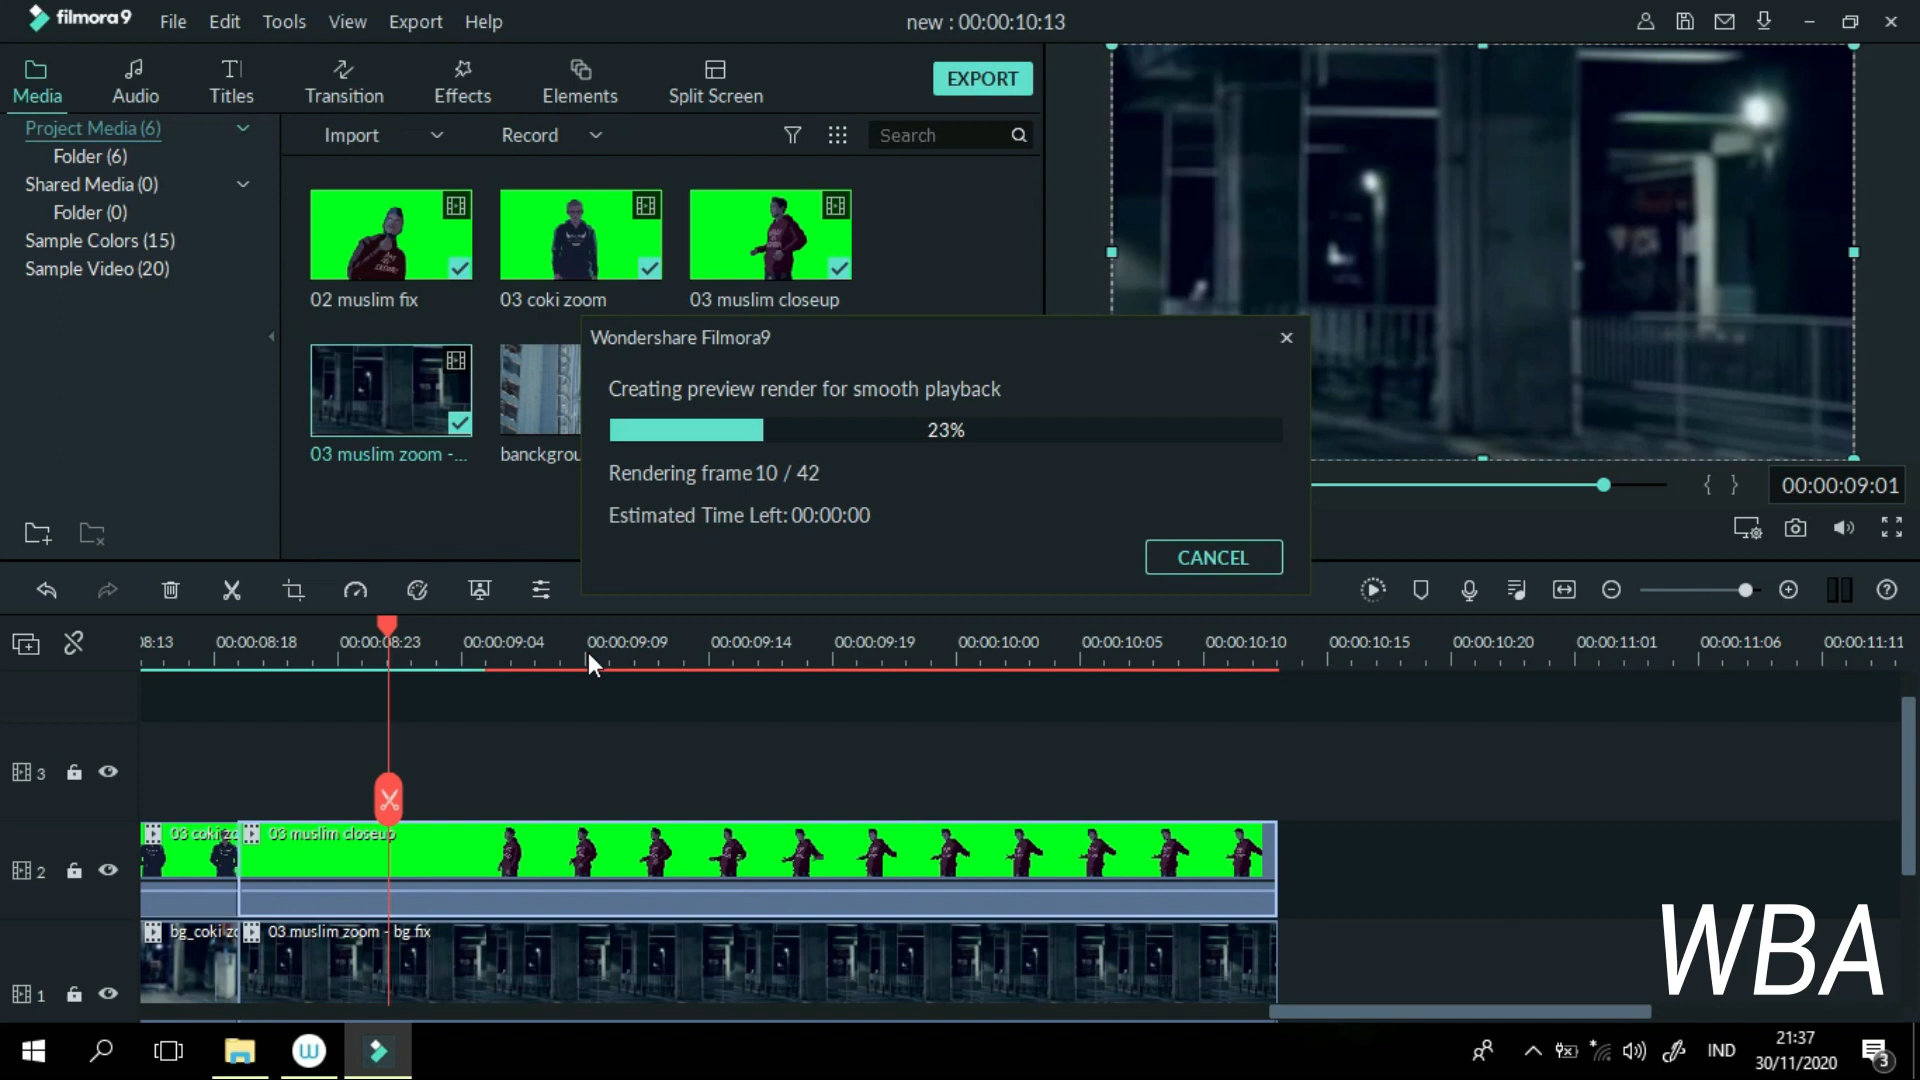 filmora9
File Edit Tools View Export Help
new : 00:00:10:13
Media Audio Titles Transition Effects Elements Split Screen
EXPORT
Project Media (6)
Folder (6)
Shared Media (0)
Folder (0)
Sample Colors (15)
Sample Video (20)
Import Record Search
02 muslim fix
03 coki zoom
03 muslim closeup
03 muslim zoom -...
banckgrou
Wondershare Filmora9
Creating preview render for smooth playback
23%
Rendering frame 10 / 42
Estimated Time Left: 00:00:00
CANCEL
{ } 00:00:09:01
08:13 00:00:08:18 00:00:08:23 00:00:09:04 00:00:09:09 00:00:09:14 00:00:09:19 00:00:10:00 00:00:10:05 00:00:10:10 00:00:10:15 00:00:10:20 00:00:11:01 00:00:11:06 00:00:11:11
3
03 coki zo 03 muslim closeup
2
bg_coki zo 03 muslim zoom - bg fix
1
WBA
IND
21:37
30/11/2020
3